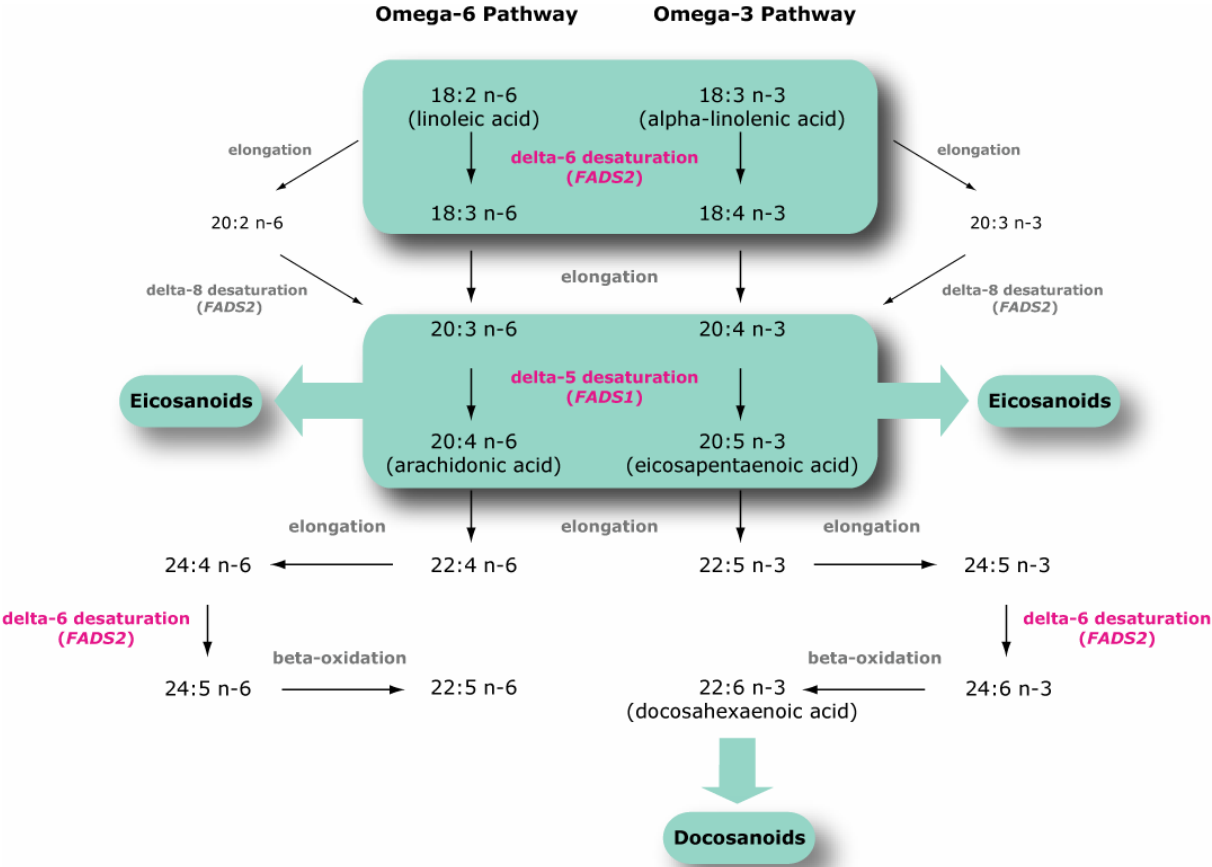 Omega-6 Pathway
Omega-3 Pathway
18:2 n-6
(linoleic acid)
18:3 n-3
(alpha-linolenic acid)
elongation
delta-6 desaturation
(FADS2)
elongation
20:2 n-6
18:3 n-6
18:4 n-3
20:3 n-3
elongation
delta-8 desaturation
(FADS2)
delta-8 desaturation
(FADS2)
20:3 n-6
20:4 n-3
delta-5 desaturation
(FADS1)
Eicosanoids
Eicosanoids
20:4 n-6
(arachidonic acid)
20:5 n-3
(eicosapentaenoic acid)
elongation
elongation
elongation
24:4 n-6
22:4 n-6
22:5 n-3
24:5 n-3
delta-6 desaturation
(FADS2)
delta-6 desaturation
(FADS2)
beta-oxidation
beta-oxidation
24:5 n-6
22:5 n-6
22:6 n-3
(docosahexaenoic acid)
24:6 n-3
Docosanoids